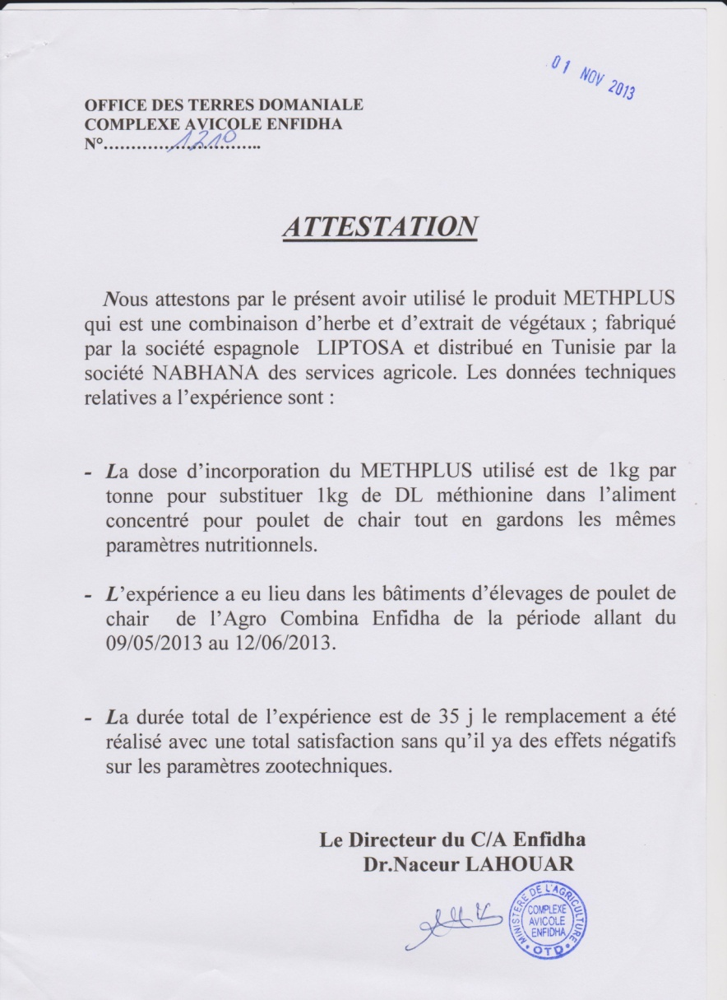 01 NOV 2013
OFFICE DES TERRES DOMANIALE
COMPLEXE AVICOLE ENFIDHA
N°.........1210.........
ATTESTATION
Nous attestons par le présent avoir utilisé le produit METHPLUS
qui est une combinaison d’herbe et d’extrait de végétaux ; fabriqué
par la société espagnole LIPTOSA et distribué en Tunisie par la
société NABHANA des services agricole. Les données techniques
relatives a l’expérience sont :
- La dose d’incorporation du METHPLUS utilisé est de 1kg par
tonne pour substituer 1kg de DL méthionine dans l’aliment
concentré pour poulet de chair tout en gardons les mêmes
paramètres nutritionnels.
- L’expérience a eu lieu dans les bâtiments d’élevages de poulet de
chair de l’Agro Combina Enfidha de la période allant du
09/05/2013 au 12/06/2013.
- La durée total de l’expérience est de 35 j le remplacement a été
réalisé avec une total satisfaction sans qu’il ya des effets négatifs
sur les paramètres zootechniques.
Le Directeur du C/A Enfidha
Dr.Naceur LAHOUAR
MINISTERE DE L'AGRICULTURE
COMPLEXE
AVICOLE
ENFIDHA
OTD